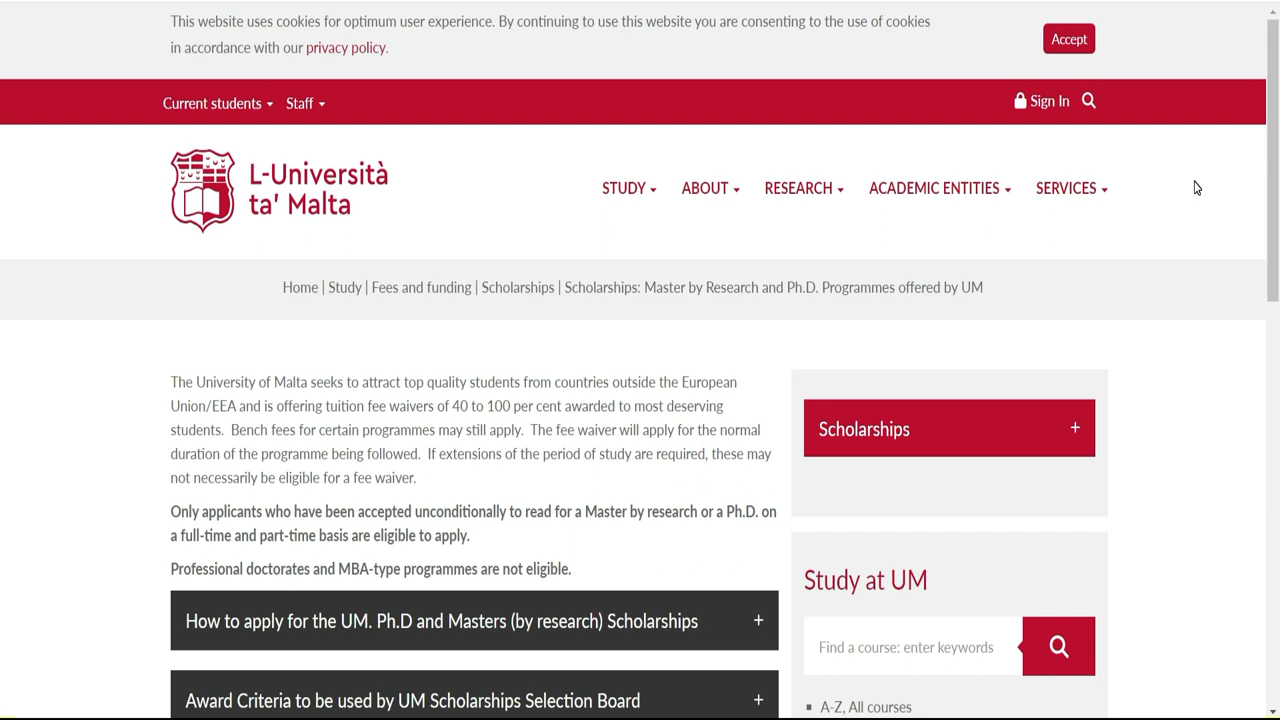 This website uses cookies for optimum user experience. By continuing to use this website you are consenting to the use of cookies
in accordance with our privacy policy.
Accept
Current students
Staff
Sign In
L-Università
ta' Malta
STUDY
ABOUT
RESEARCH
ACADEMIC ENTITIES
SERVICES
Home | Study | Fees and funding | Scholarships | Scholarships: Master by Research and Ph.D. Programmes offered by UM
The University of Malta seeks to attract top quality students from countries outside the European
Union/EEA and is offering tuition fee waivers of 40 to 100 per cent awarded to most deserving
students. Bench fees for certain programmes may still apply. The fee waiver will apply for the normal
duration of the programme being followed. If extensions of the period of study are required, these may
not necessarily be eligible for a fee waiver.
Only applicants who have been accepted unconditionally to read for a Master by research or a Ph.D. on
a full-time and part-time basis are eligible to apply.
Professional doctorates and MBA-type programmes are not eligible.
How to apply for the UM. Ph.D and Masters (by research) Scholarships +
Award Criteria to be used by UM Scholarships Selection Board +
Scholarships +
Study at UM
Find a course: enter keywords
A-Z, All courses